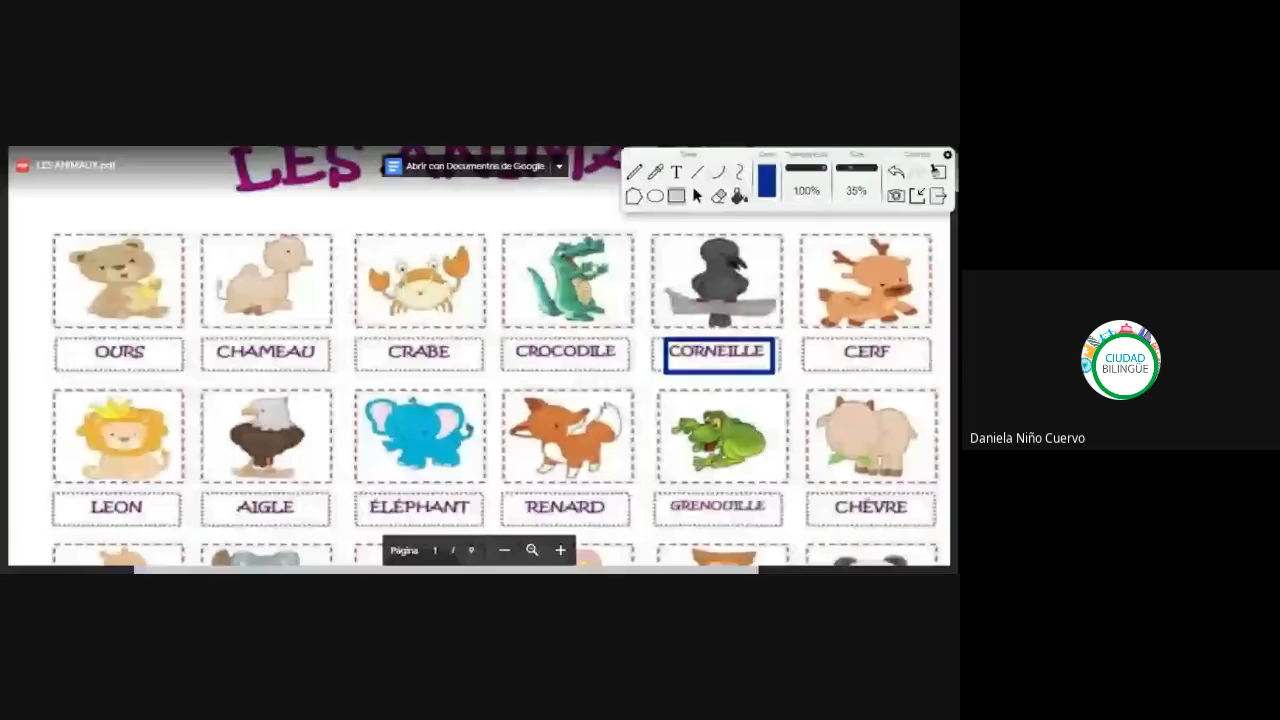 LES ANIMAUX.pdf
LES ANIMA
Abrir con Documentos de Google
100%
35%
OURS
CHAMEAU
CRABE
CROCODILE
CORNEILLE
CERF
LEON
AIGLE
ÉLÉPHANT
RENARD
GRENOUILLE
CHÈVRE
Página 1 / 9
CIUDAD
BILINGÜE
Daniela Niño Cuervo